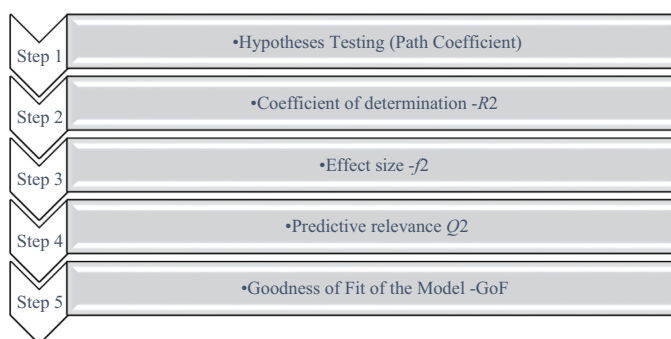 Step 1
•Hypotheses Testing (Path Coefficient)
Step 2
•Coefficient of determination -R2
Step 3
•Effect size -f2
Step 4
•Predictive relevance Q2
Step 5
•Goodness of Fit of the Model -GoF